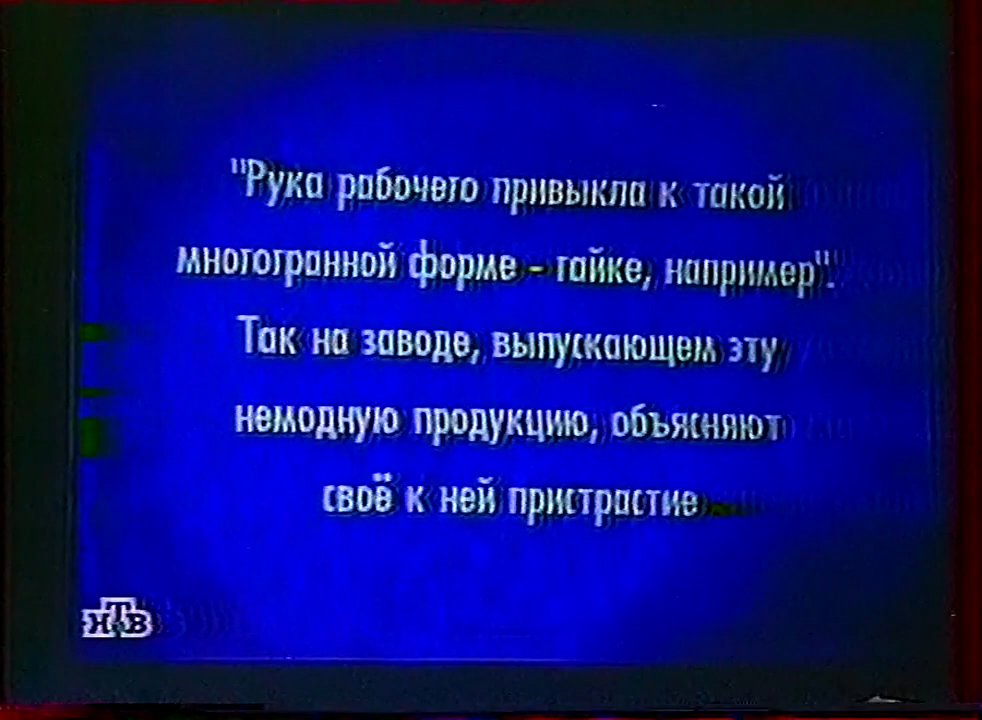 "Рука рабочего привыкла к такой
многогранной форме – гайке, например".
Так на заводе, выпускающем эту
немодную продукцию, объясняют
своё к ней пристрастие
НТВ